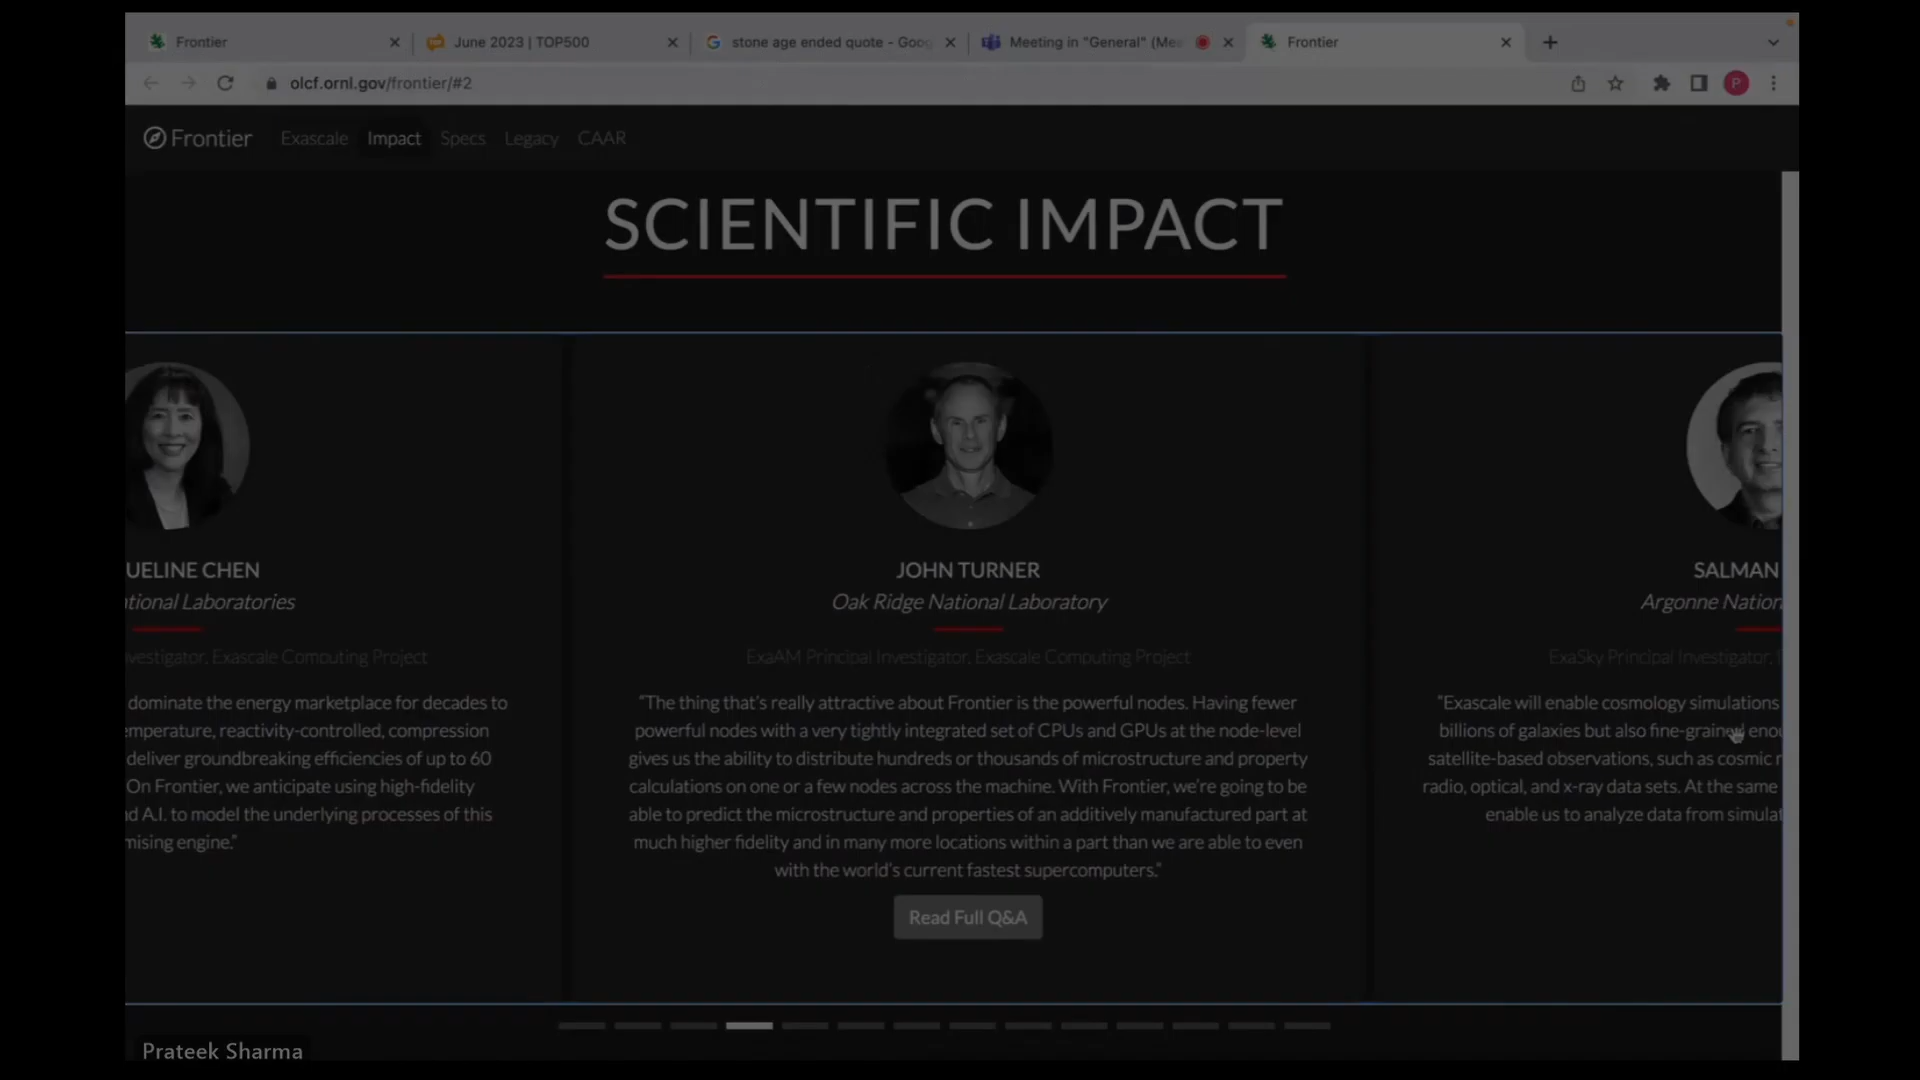 Frontier
June 2023 | TOP500
stone age ended quote - Goog
Meeting in "General" (Mee
Frontier
olcf.ornl.gov/frontier/#2
P
Frontier Exascale Impact Specs Legacy CAAR
SCIENTIFIC IMPACT
UELINE CHEN
ational Laboratories
vestigator, Exascale Computing Project
dominate the energy marketplace for decades to
emperature, reactivity-controlled, compression
deliver groundbreaking efficiencies of up to 60
On Frontier, we anticipate using high-fidelity
nd A.I. to model the underlying processes of this
mising engine."
JOHN TURNER
Oak Ridge National Laboratory
ExaAM Principal Investigator, Exascale Computing Project
“The thing that's really attractive about Frontier is the powerful nodes. Having fewer
powerful nodes with a very tightly integrated set of CPUs and GPUs at the node-level
gives us the ability to distribute hundreds or thousands of microstructure and property
calculations on one or a few nodes across the machine. With Frontier, we're going to be
able to predict the microstructure and properties of an additively manufactured part at
much higher fidelity and in many more locations within a part than we are able to even
with the world's current fastest supercomputers.”
Read Full Q&A
SALMAN
Argonne Nation
ExaSky Principal Investigator,
“Exascale will enable cosmology simulations
billions of galaxies but also fine-grained enou
satellite-based observations, such as cosmic
radio, optical, and x-ray data sets. At the same
enable us to analyze data from simulat
Prateek Sharma